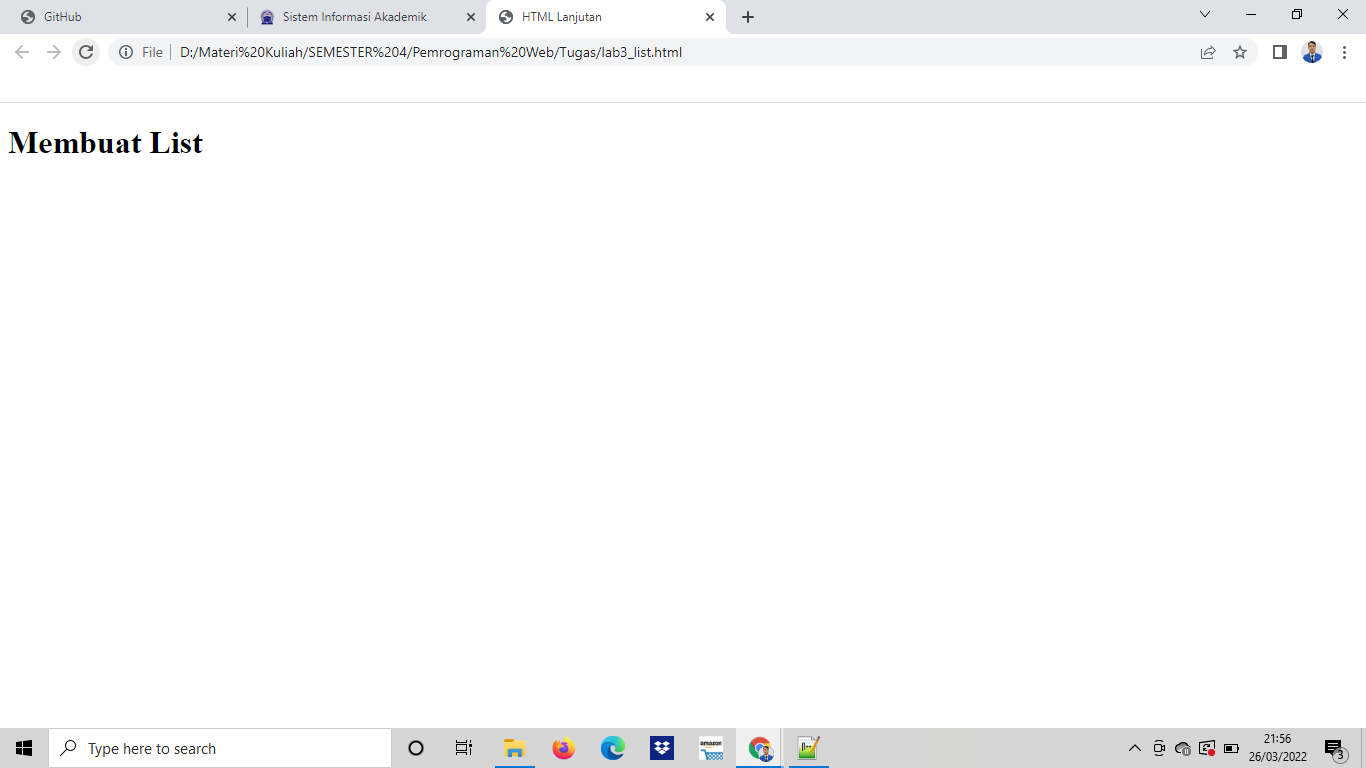 GitHub
Sistem Informasi Akademik
HTML Lanjutan
File
D:/Materi%20Kuliah/SEMESTER%204/Pemrograman%20Web/Tugas/lab3_list.html
Membuat List
Type here to search
amazon
21:56
26/03/2022
3